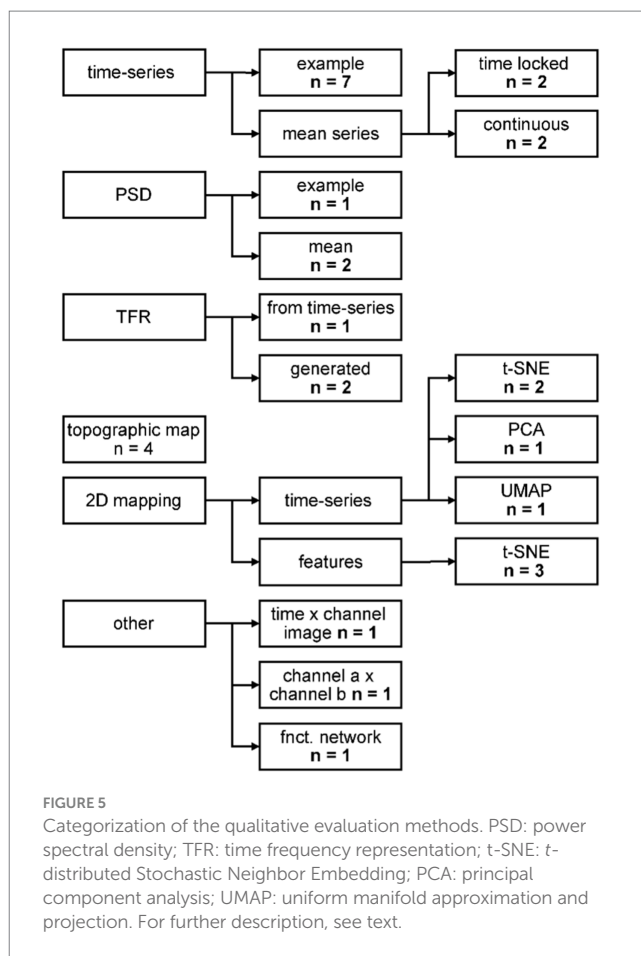 time-series
example
n = 7
time locked
n = 2
mean series
continuous
n = 2
PSD
example
n = 1
mean
n = 2
TFR
from time-series
n = 1
generated
n = 2
topographic map
n = 4
2D mapping
time-series
t-SNE
n = 2
PCA
n = 1
UMAP
n = 1
features
t-SNE
n = 3
other
time x channel
image n = 1
channel a x
channel b n = 1
fnct. network
n = 1
FIGURE 5
Categorization of the qualitative evaluation methods. PSD: power
spectral density; TFR: time frequency representation; t-SNE: t-
distributed Stochastic Neighbor Embedding; PCA: principal
component analysis; UMAP: uniform manifold approximation and
projection. For further description, see text.